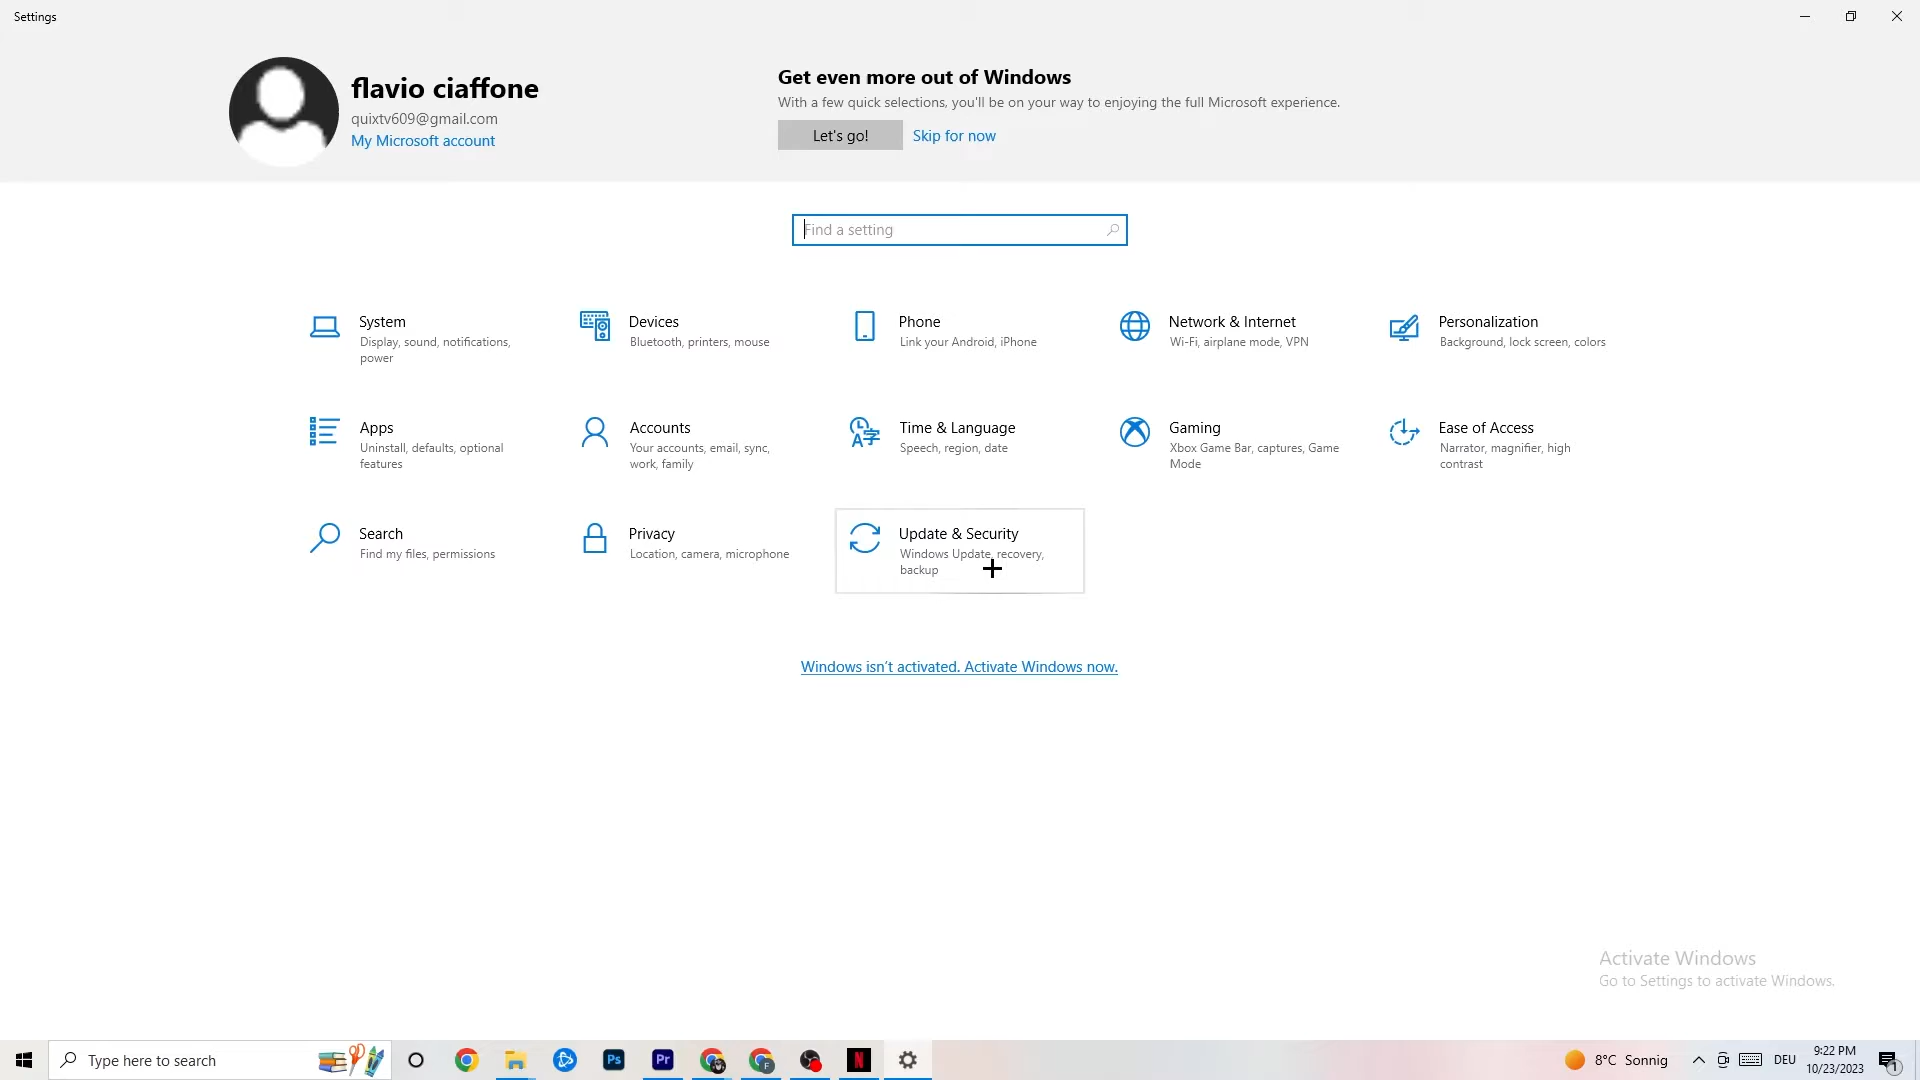 Settings
flavio ciaffone
quixtv609@gmail.com
My Microsoft account
Get even more out of Windows
With a few quick selections, you'll be on your way to enjoying the full Microsoft experience.
Let's go!
Skip for now
Find a setting
System
Display, sound, notifications,
power
Devices
Bluetooth, printers, mouse
Phone
Link your Android, iPhone
Network & Internet
Wi-Fi, airplane mode, VPN
Personalization
Background, lock screen, colors
Apps
Uninstall, defaults, optional
features
Accounts
Your accounts, email, sync,
work, family
Time & Language
Speech, region, date
Gaming
Xbox Game Bar, captures, Game
Mode
Ease of Access
Narrator, magnifier, high
contrast
Search
Find my files, permissions
Privacy
Location, camera, microphone
Update & Security
Windows Update, recovery,
backup
Windows isn't activated. Activate Windows now.
Activate Windows
Go to Settings to activate Windows.
Type here to search
Ps
Pr
F
N
8°C Sonnig
DEU
9:22 PM
10/23/2023
1